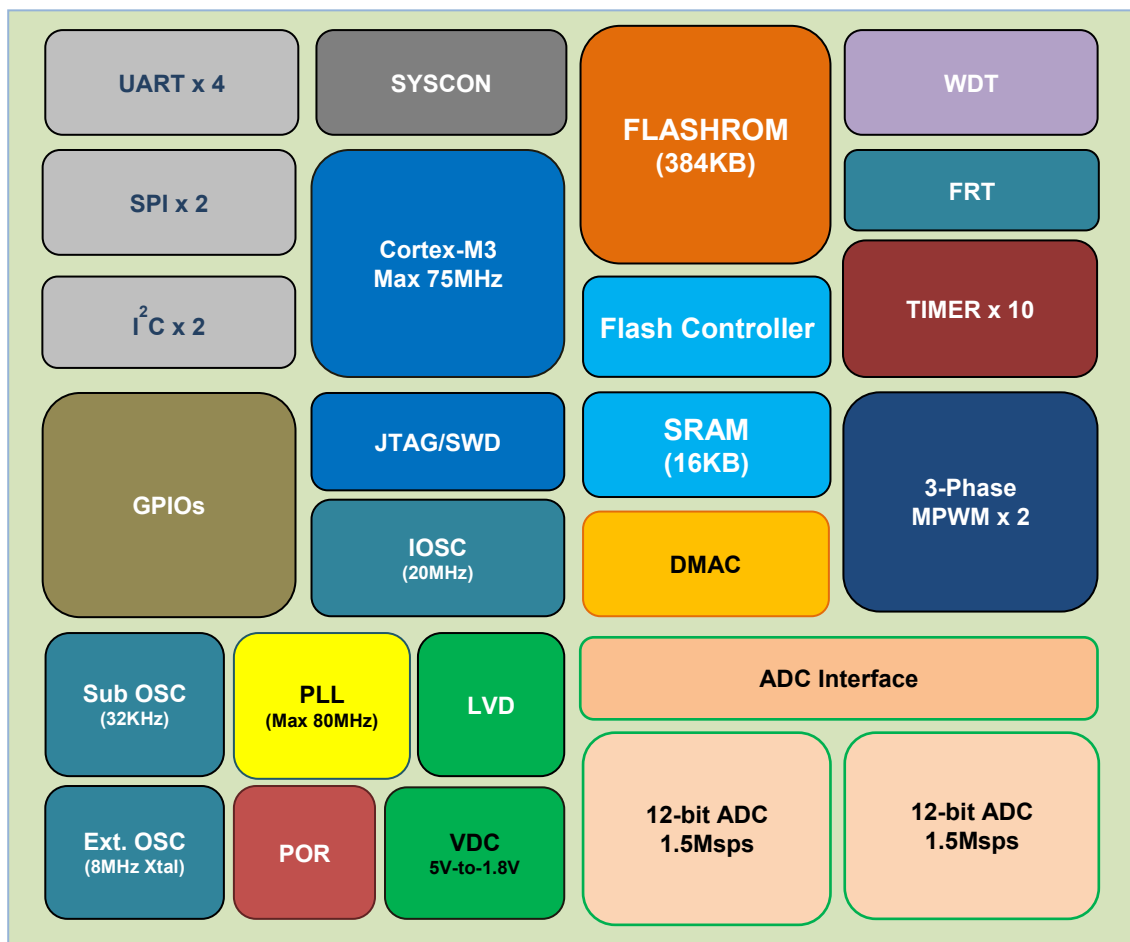 UART x 4
SYSCON
FLASHROM
(384KB)
WDT
SPI x 2
Cortex-M3
Max 75MHz
FRT
I²C x 2
Flash Controller
TIMER x 10
GPIOs
JTAG/SWD
SRAM
(16KB)
3-Phase
MPWM x 2
IOSC
(20MHz)
DMAC
Sub OSC
(32KHz)
PLL
(Max 80MHz)
LVD
ADC Interface
Ext. OSC
(8MHz Xtal)
POR
VDC
5V-to-1.8V
12-bit ADC
1.5Msps
12-bit ADC
1.5Msps